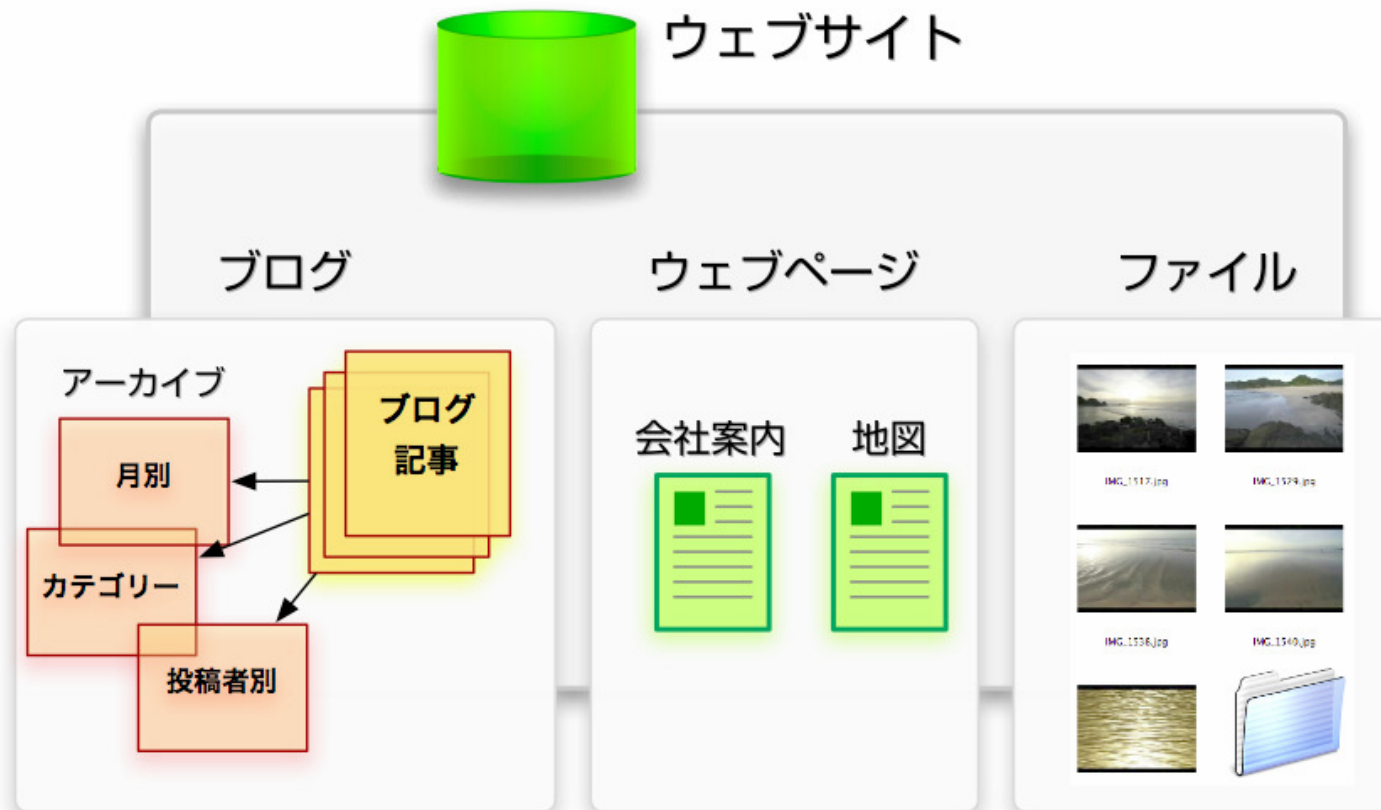 ウェブサイト
ブログ
ウェブページ
ファイル
アーカイブ
月別
カテゴリー
投稿者別
ブログ
記事
会社案内
地図
IMG_1517.jpg
IMG_1529.jpg
IMG_1536.jpg
IMG_1540.jpg